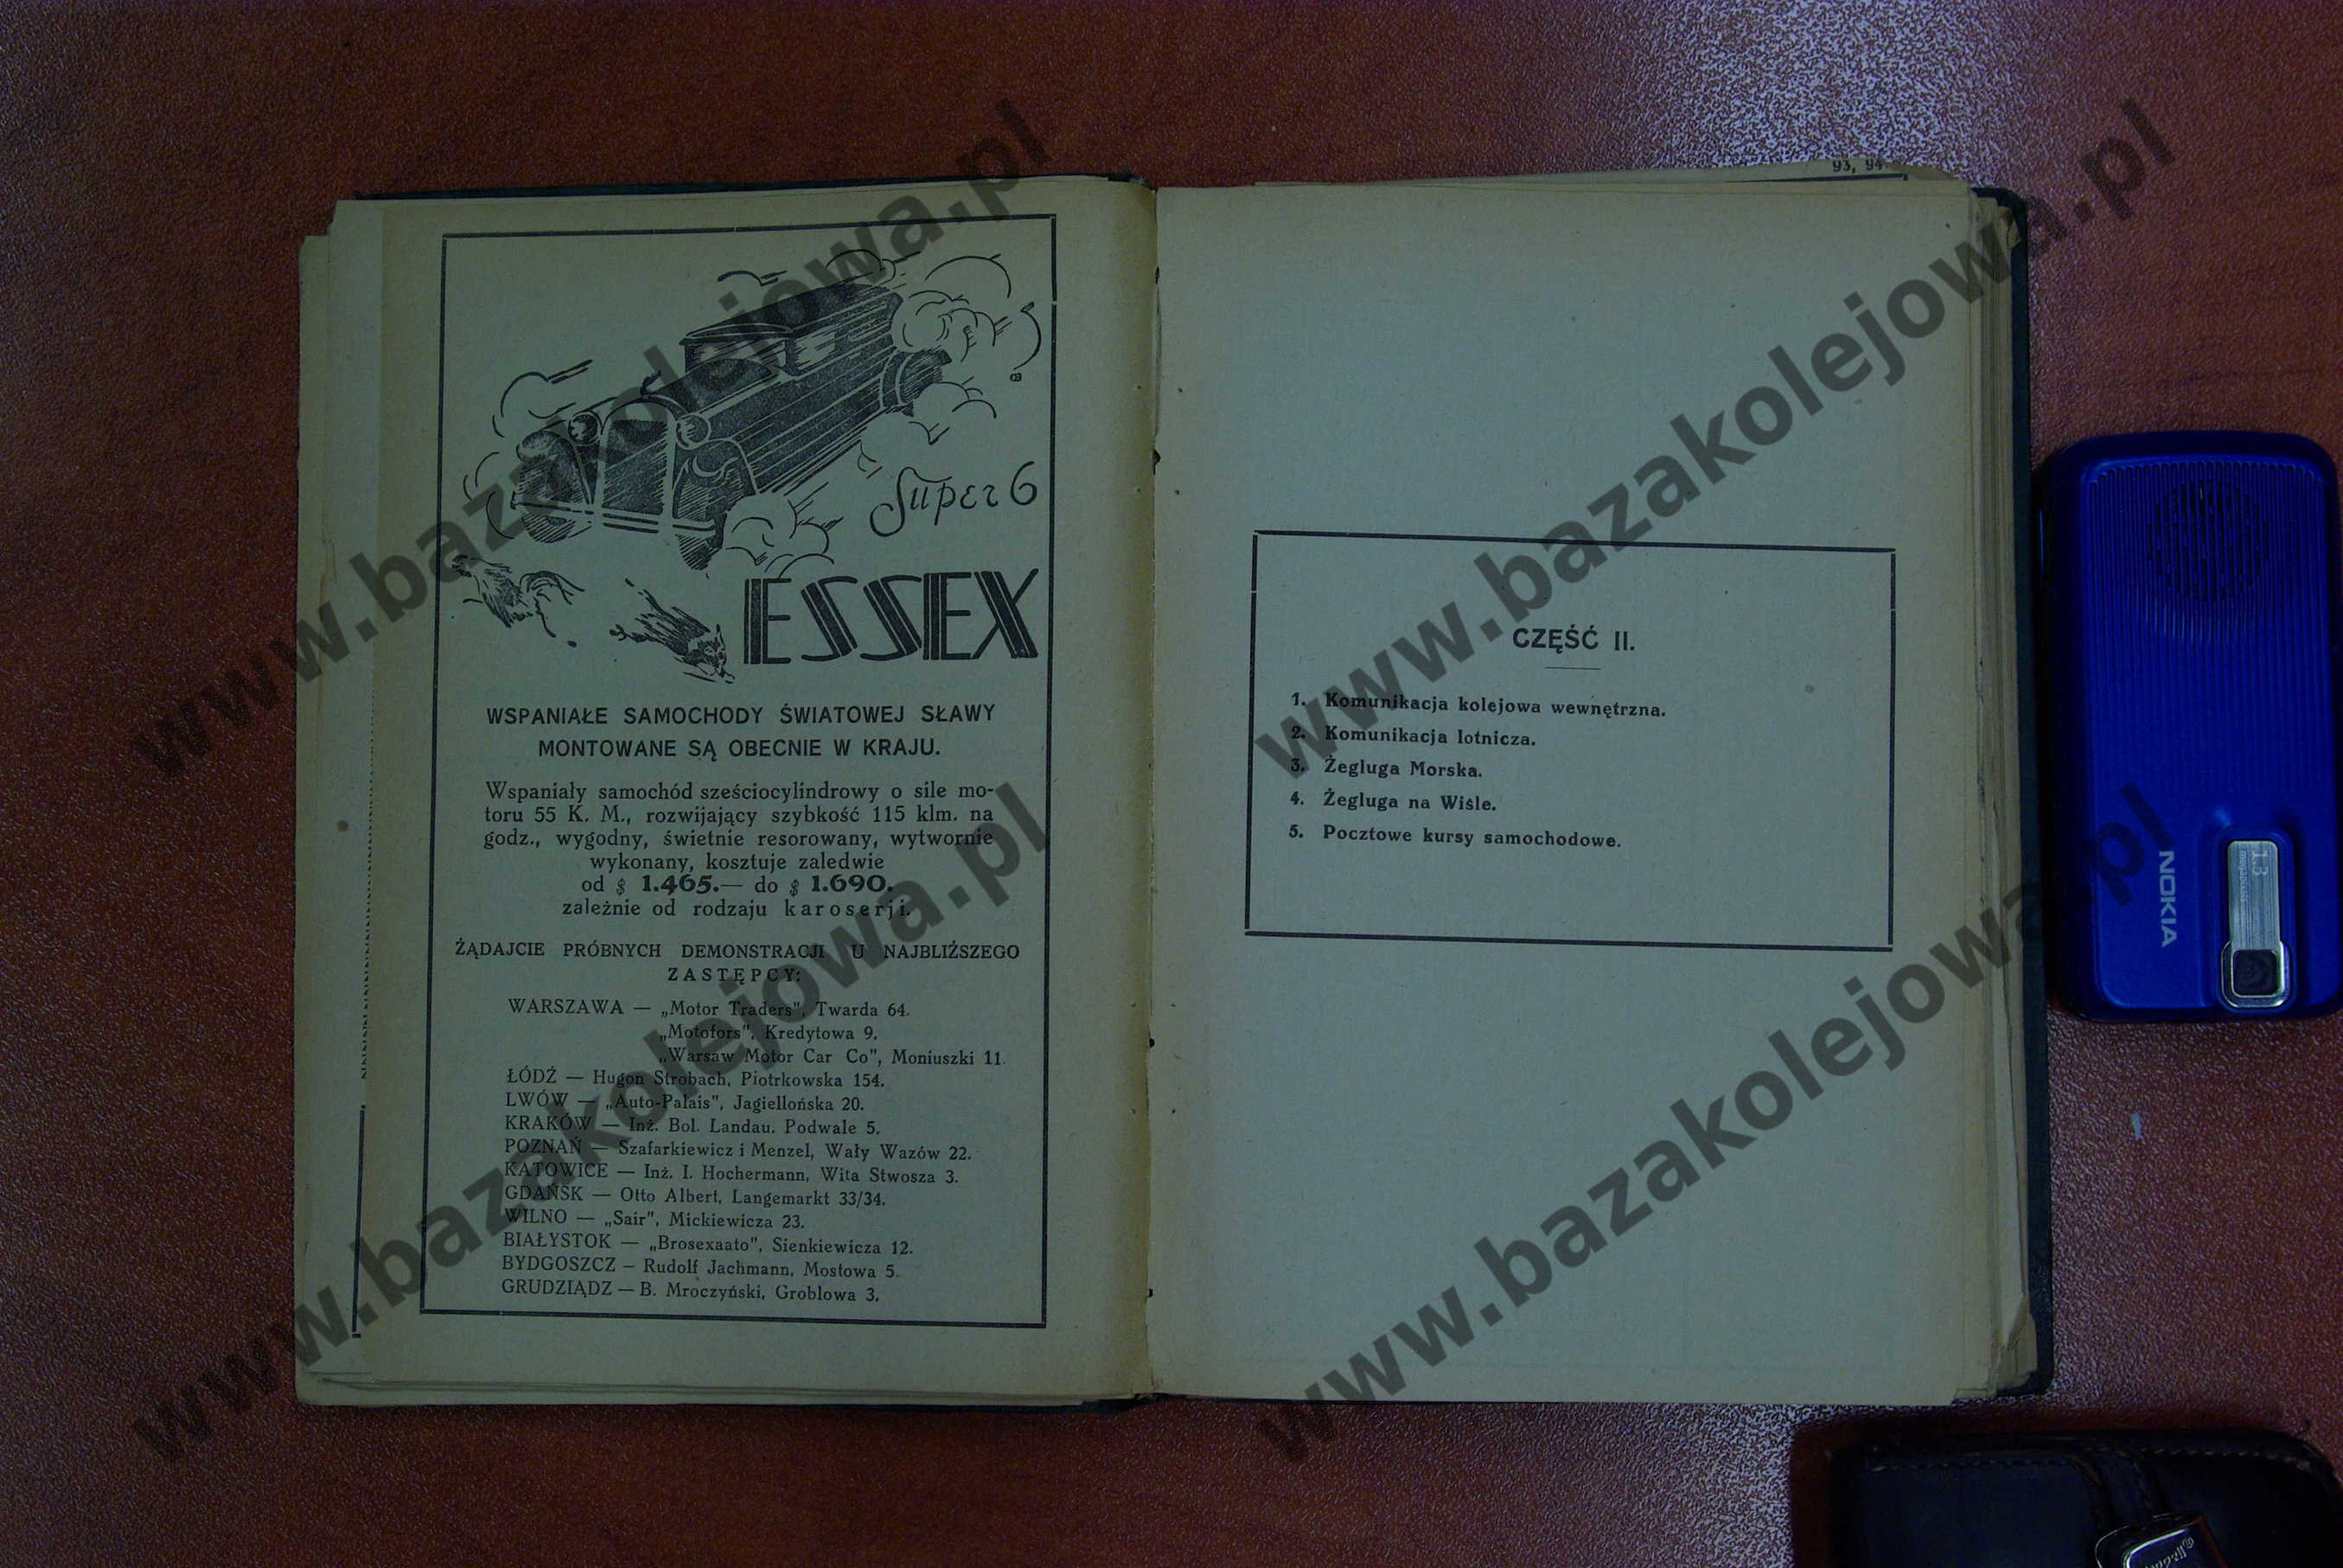 Super 6
ESSEX
WSPANIAŁE SAMOCHODY ŚWIATOWEJ SŁAWY
MONTOWANE SĄ OBECNIE W KRAJU.
Wspaniały samochód sześciocylindrowy o sile mo-
toru 55 K. M., rozwijający szybkość 115 klm. na
godz., wygodny, świetnie resorowany, wytwornie
wykonany, kosztuje zaledwie
od $ 1.465.— do $ 1.690.
zależnie od rodzaju karoserji.
ŻĄDAJCIE PRÓBNYCH DEMONSTRACJI U NAJBLIŻSZEGO
ZASTĘPCY:
WARSZAWA — „Motor Traders", Twarda 64.
„Motofors", Kredytowa 9.
„Warsaw Motor Car Co", Moniuszki 11.
ŁÓDŹ — Hugon Strobach, Piotrkowska 154.
LWÓW — „Auto-Palais", Jagiellońska 20.
KRAKÓW — Inż. Bol. Landau. Podwale 5.
POZNAŃ — Szafarkiewicz i Menzel, Wały Wazów 22.
KATOWICE — Inż. I. Hochermann, Wita Stwosza 3.
GDAŃSK — Otto Albert, Langemarkt 33/34.
WILNO — „Sair", Mickiewicza 23.
BIAŁYSTOK — „Brosexaato", Sienkiewicza 12.
BYDGOSZCZ — Rudolf Jachmann, Mostowa 5.
GRUDZIĄDZ — B. Mroczyński, Groblowa 3.
93, 94
CZĘŚĆ II.
1. Komunikacja kolejowa wewnętrzna.
2. Komunikacja lotnicza.
3. Żegluga Morska.
4. Żegluga na Wiśle.
5. Pocztowe kursy samochodowe.
NOKIA
1.3
www.bazakolejowa.pl
www.bazakolejowa.pl
www.bazakolejowa.pl
www.bazakolejowa.pl